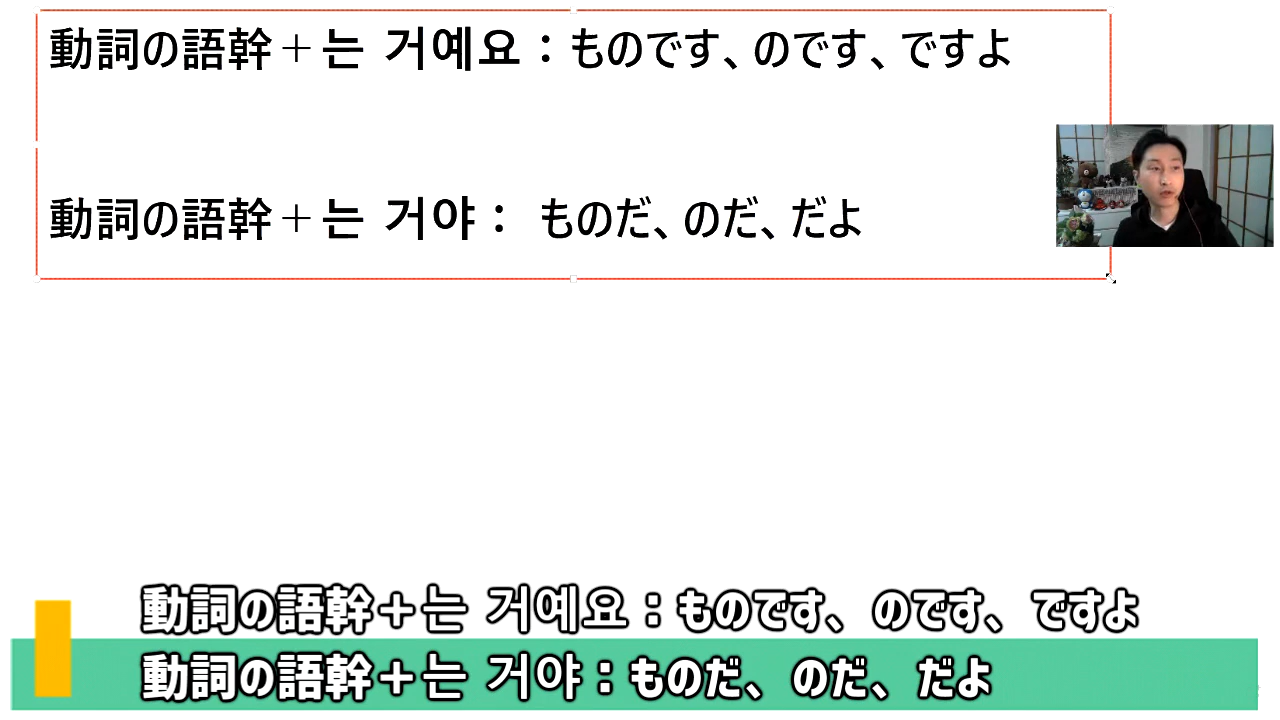 動詞の語幹＋는 거예요：ものです、のです、ですよ
動詞の語幹＋는 거야： ものだ、のだ、だよ
動詞の語幹＋는 거예요：ものです、のです、ですよ
動詞の語幹＋는 거야：ものだ、のだ、だよ